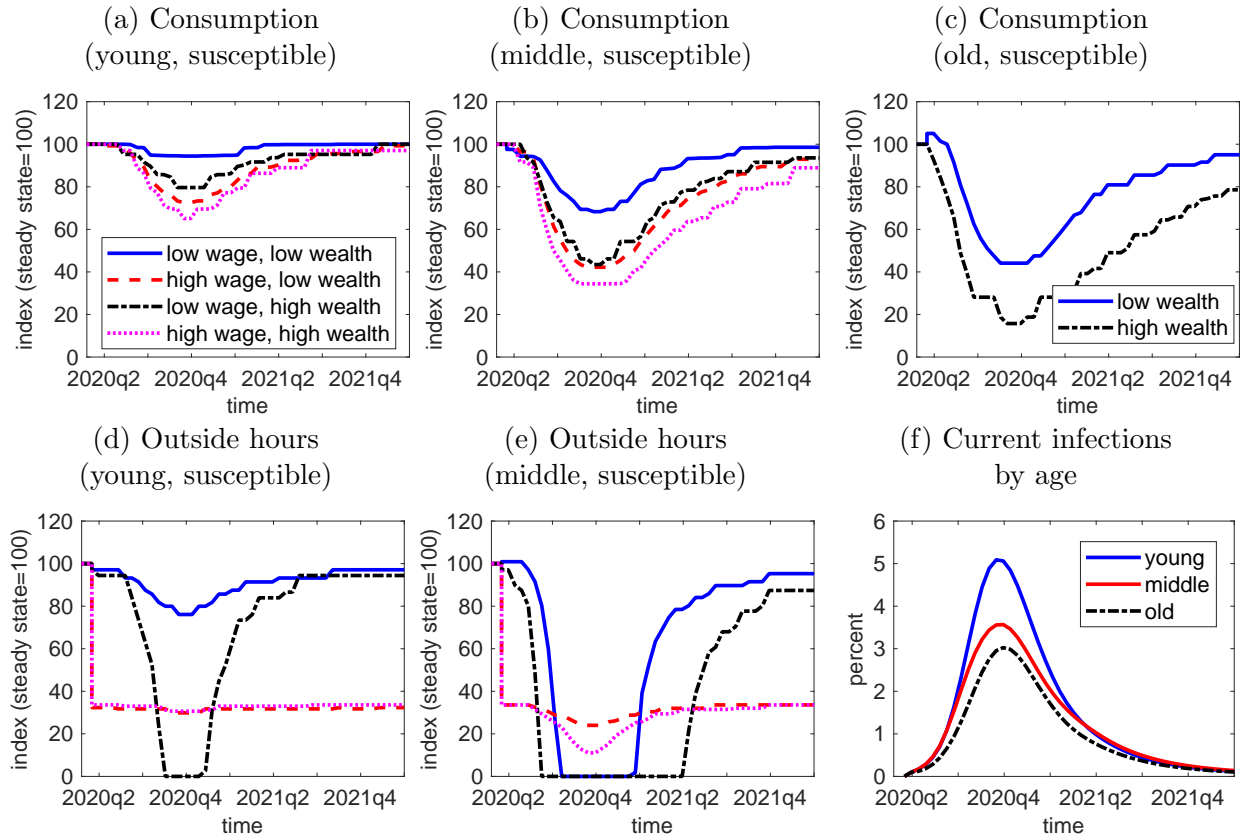 (a) Consumption
(young, susceptible)
(b) Consumption
(middle, susceptible)
(c) Consumption
(old, susceptible)
index (steady state=100)
120
100
80
60
40
20
0
low wage, low wealth
high wage, low wealth
low wage, high wealth
high wage, high wealth
2020q2
2020q4
2021q2
2021q4
time
index (steady state=100)
120
100
80
60
40
20
0
2020q2
2020q4
2021q2
2021q4
time
index (steady state=100)
120
100
80
60
40
20
0
low wealth
high wealth
2020q2
2020q4
2021q2
2021q4
time
(d) Outside hours
(young, susceptible)
(e) Outside hours
(middle, susceptible)
(f) Current infections
by age
index (steady state=100)
120
100
80
60
40
20
0
2020q2
2020q4
2021q2
2021q4
time
index (steady state=100)
120
100
80
60
40
20
0
2020q2
2020q4
2021q2
2021q4
time
percent
6
5
4
3
2
1
0
young
middle
old
2020q2
2020q4
2021q2
2021q4
time